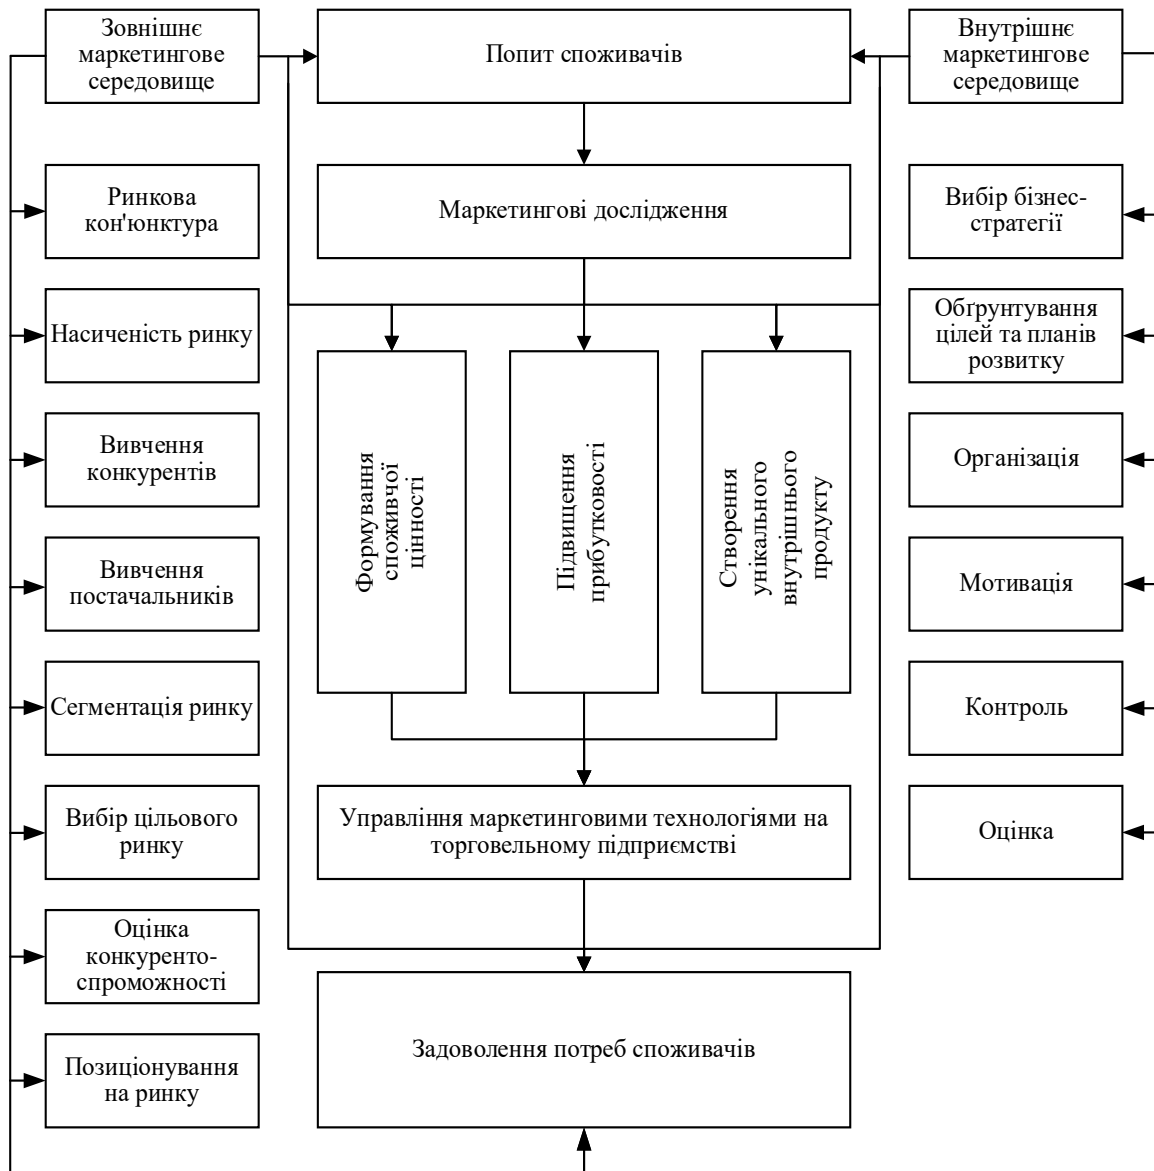 Зовнішнє
маркетингове
середовище
Попит споживачів
Внутрішнє
маркетингове
середовище
Ринкова
кон'юнктура
Маркетингові дослідження
Вибір бізнес-
стратегії
Насиченість ринку
Обґрунтування
цілей та планів
розвитку
Вивчення
конкурентів
Формування
споживчої
цінності
Підвищення
прибутковості
Створення
унікального
внутрішнього
продукту
Організація
Вивчення
постачальників
Мотивація
Сегментація ринку
Контроль
Вибір цільового
ринку
Управління маркетинговими технологіями на
торговельному підприємстві
Оцінка
Оцінка
конкуренто-
спроможності
Задоволення потреб споживачів
Позиціонування
на ринку